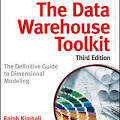 The Data Warehouse Toolkit
Third Edition
The Definitive Guide to Dimensional Modeling
Ralph Kimball